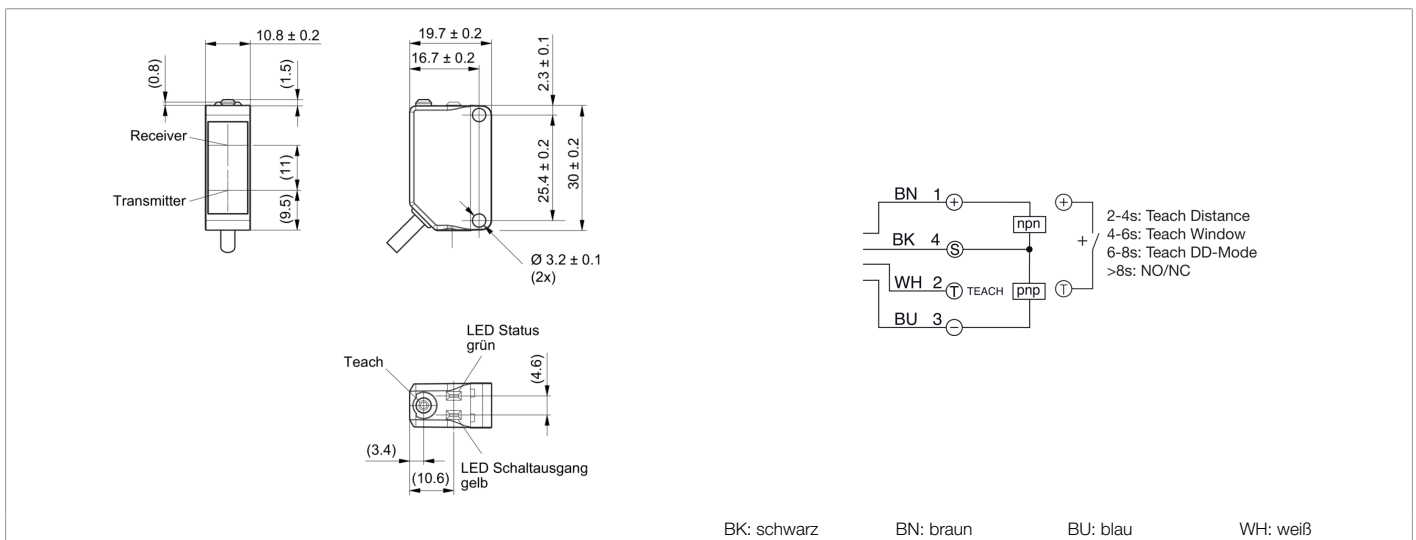 10.8 ± 0.2
(0.8)
(1.5)
Receiver
(11)
Transmitter
(9.5)
19.7 ± 0.2
16.7 ± 0.2
2.3 ± 0.1
25.4 ± 0.2
30 ± 0.2
Ø 3.2 ± 0.1
(2x)
LED Status
grün
Teach
(4.6)
(3.4)
(10.6)
LED Schaltausgang
gelb
BN 1 +
npn
BK 4 S
WH 2 T TEACH pnp
BU 3 −
+
+
T
2-4s: Teach Distance
4-6s: Teach Window
6-8s: Teach DD-Mode
>8s: NO/NC
BK: schwarz BN: braun BU: blau WH: weiß